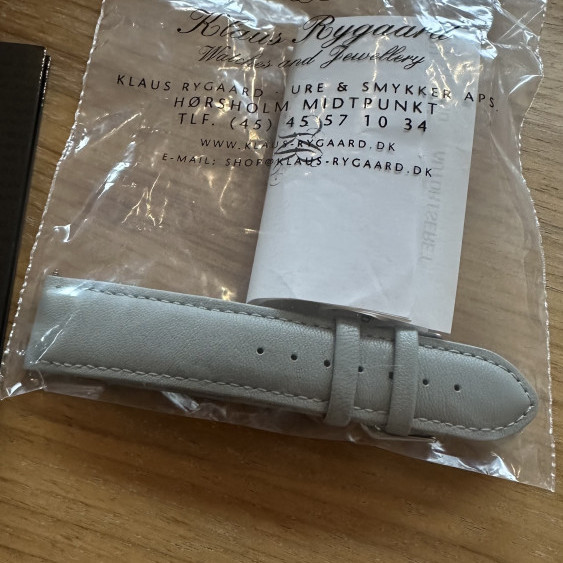 Klaus Rygaard
Watches and Jewellery
KLAUS RYGAARD - URE & SMYKKER APS.
HØRSHOLM MIDTPUNKT
TLF. (45) 45 57 10 34
WWW.KLAUS-RYGAARD.DK
E-MAIL: SHOP@KLAUS-RYGAARD.DK